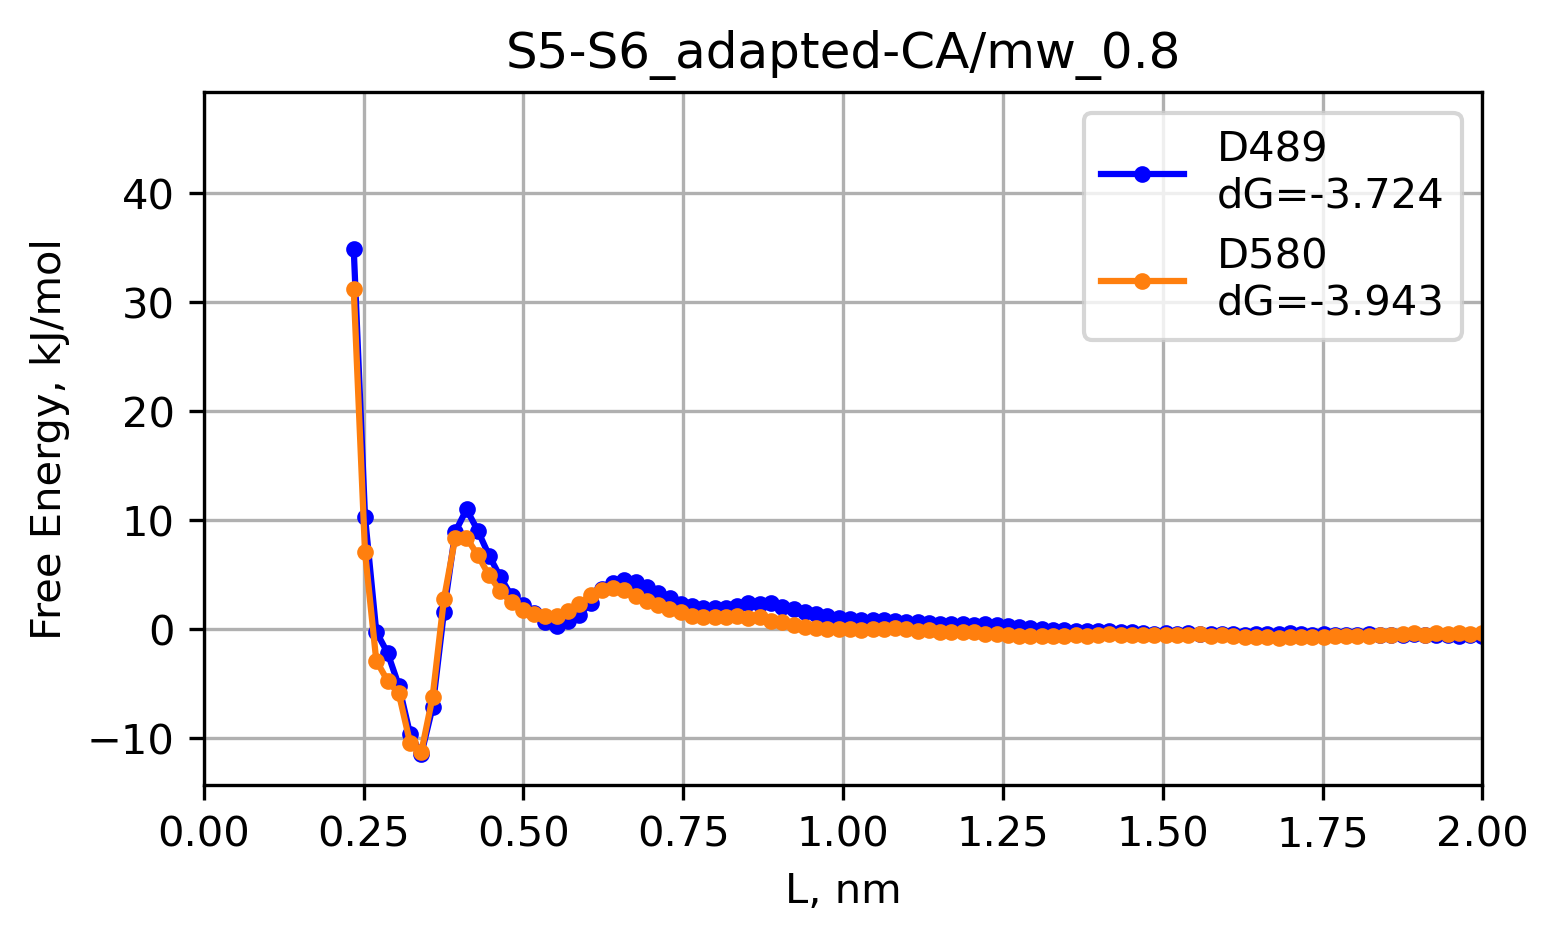 S5-S6_adapted-CA/mw_0.8
D489
dG=-3.724
D580
dG=-3.943
Free Energy, kJ/mol
40
30
20
10
0
−10
0.00 0.25 0.50 0.75 1.00 1.25 1.50 1.75 2.00
L, nm